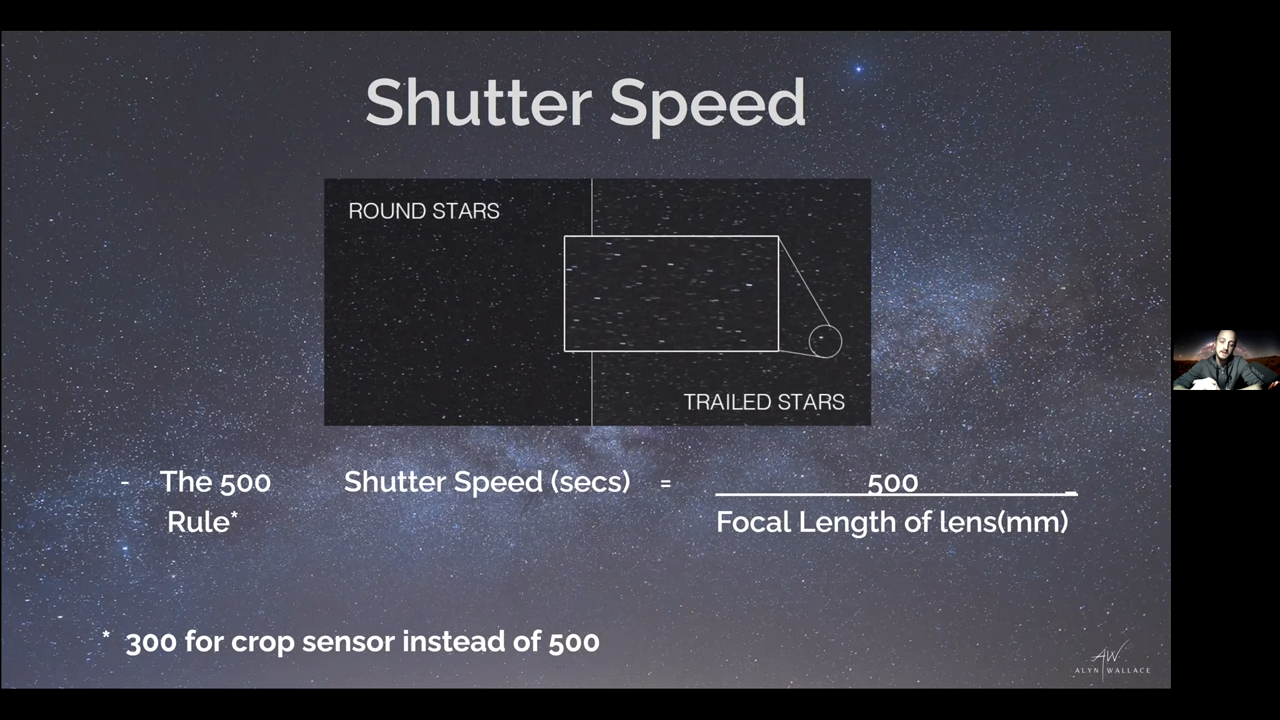 Shutter Speed
ROUND STARS
TRAILED STARS
- The 500 Shutter Speed (secs) = 500
Rule* Focal Length of lens(mm)
* 300 for crop sensor instead of 500
AW
ALYN WALLACE